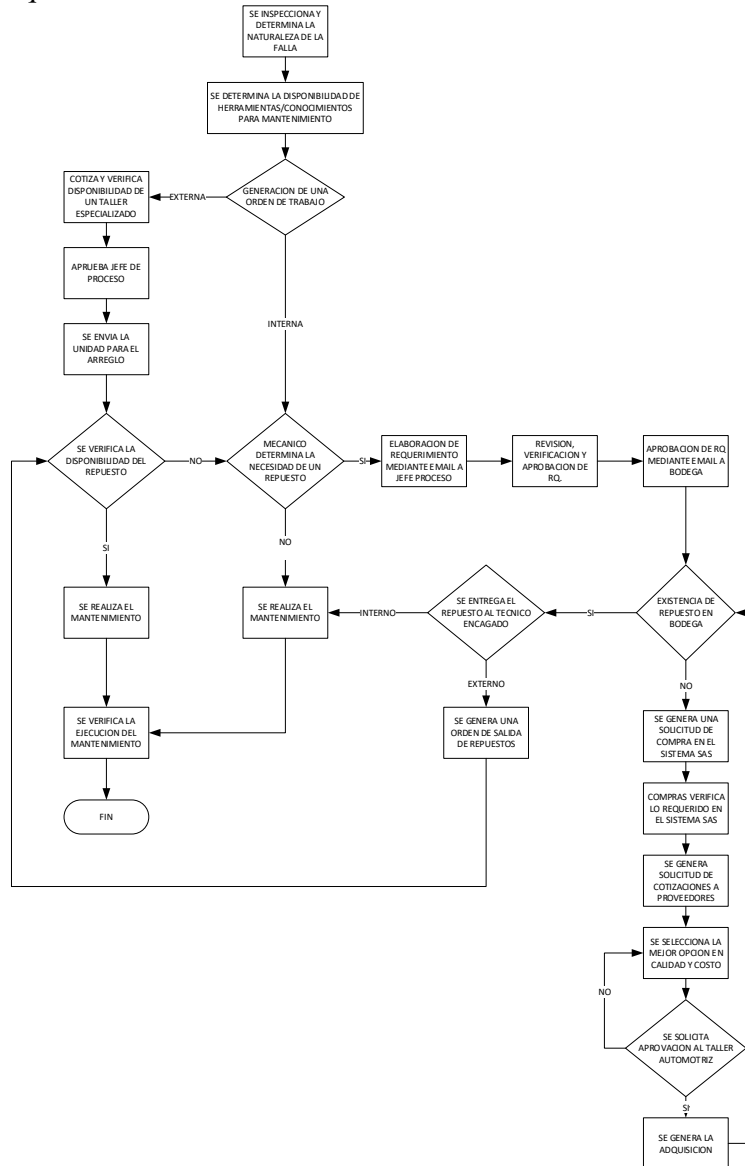 SE INSPECCIONA Y
DETERMINA LA
NATURALEZA DE LA
FALLA
SE DETERMINA LA DISPONIBILIDAD DE
HERRAMIENTAS/CONOCIMIENTOS
PARA MANTENIMIENTO
GENERACION DE UNA
ORDEN DE TRABAJO
EXTERNA
COTIZA Y VERIFICA
DISPONIBILIDAD DE
UN TALLER
ESPECIALIZADO
APRUEBA JEFE DE
PROCESO
SE ENVIA LA
UNIDAD PARA EL
ARREGLO
INTERNA
SE VERIFICA LA
DISPONIBILIDAD DEL
REPUESTO
NO
MECANICO
DETERMINA LA
NECESIDAD DE UN
REPUESTO
SI
ELABORACION DE
REQUERIMIENTO
MEDIANTE EMAIL A
JEFE PROCESO
REVISION,
VERIFICACION Y
APROBACION DE
RQ.
APROBACION DE RQ
MEDIANTE EMAIL A
BODEGA
SI
NO
SE REALIZA EL
MANTENIMIENTO
SE REALIZA EL
MANTENIMIENTO
INTERNO
SE ENTREGA EL
REPUESTO AL TECNICO
ENCAGADO
SI
EXISTENCIA DE
REPUESTO EN
BODEGA
EXTERNO
NO
SE VERIFICA LA
EJECUCION DEL
MANTENIMIENTO
SE GENERA UNA
ORDEN DE SALIDA
DE REPUESTOS
SE GENERA UNA
SOLICITUD DE
COMPRA EN EL
SISTEMA SAS
FIN
COMPRAS VERIFICA
LO REQUERIDO EN
EL SISTEMA SAS
SE GENERA
SOLICITUD DE
COTIZACIONES A
PROVEEDORES
SE SELECCIONA LA
MEJOR OPCION EN
CALIDAD Y COSTO
NO
SE SOLICITA
APROVACION AL TALLER
AUTOMOTRIZ
SI
SE GENERA LA
ADQUISICION